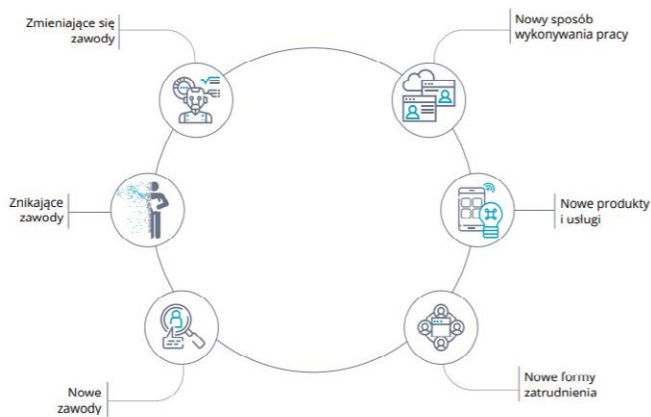 Zmieniające się
zawody
Nowy sposób
wykonywania pracy
Znikające
zawody
Nowe produkty
i usługi
Nowe
zawody
Nowe formy
zatrudnienia